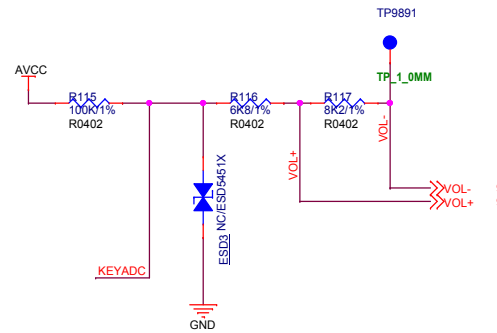 TP9891
TP_1_0MM
AVCC
R115
100K/1%
R0402
R116
6K8/1%
R0402
R117
8K2/1%
R0402
VOL+
VOL-
VOL-
VOL+
ESD3 NC/ESD5451X
KEYADC
GND